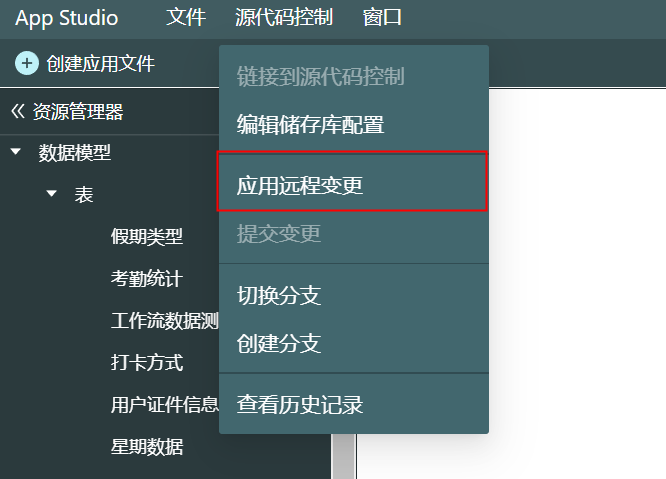 App Studio 文件 源代码控制 窗口
创建应用文件
链接到源代码控制
编辑储存库配置
应用远程变更
提交变更
切换分支
创建分支
查看历史记录
资源管理器
数据模型
表
假期类型
考勤统计
工作流数据测
打卡方式
用户证件信息
星期数据